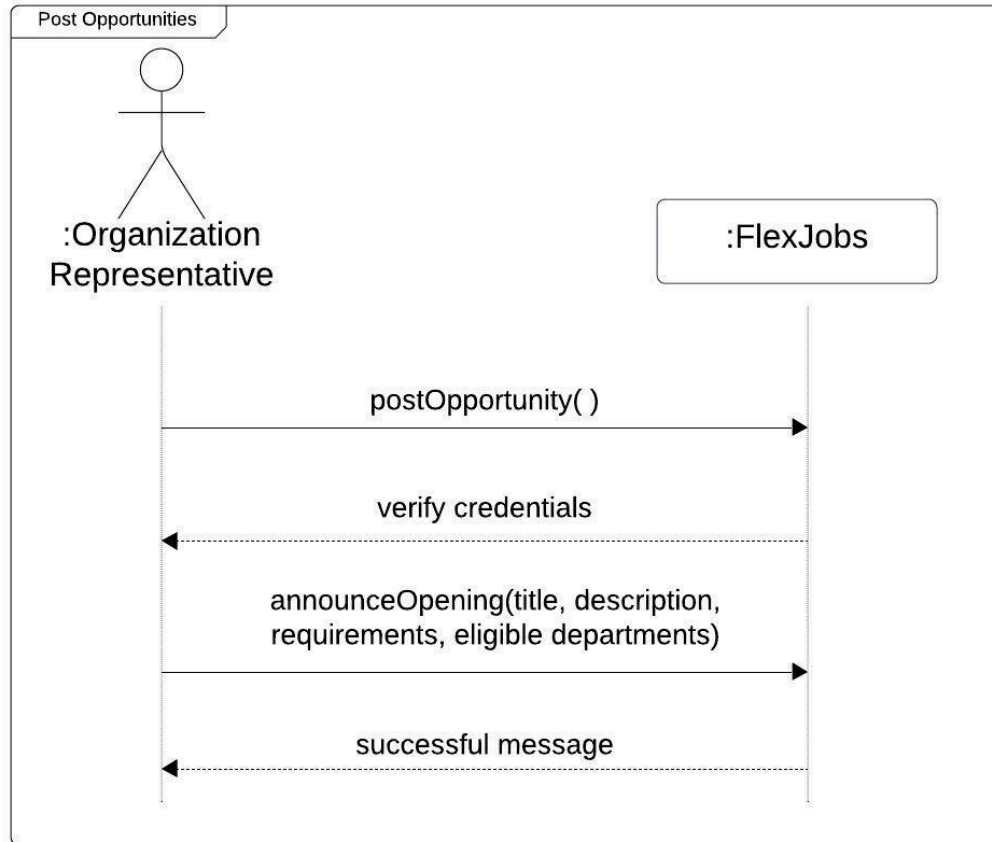 Post Opportunities
:Organization
Representative
:FlexJobs
postOpportunity( )
verify credentials
announceOpening(title, description,
requirements, eligible departments)
successful message